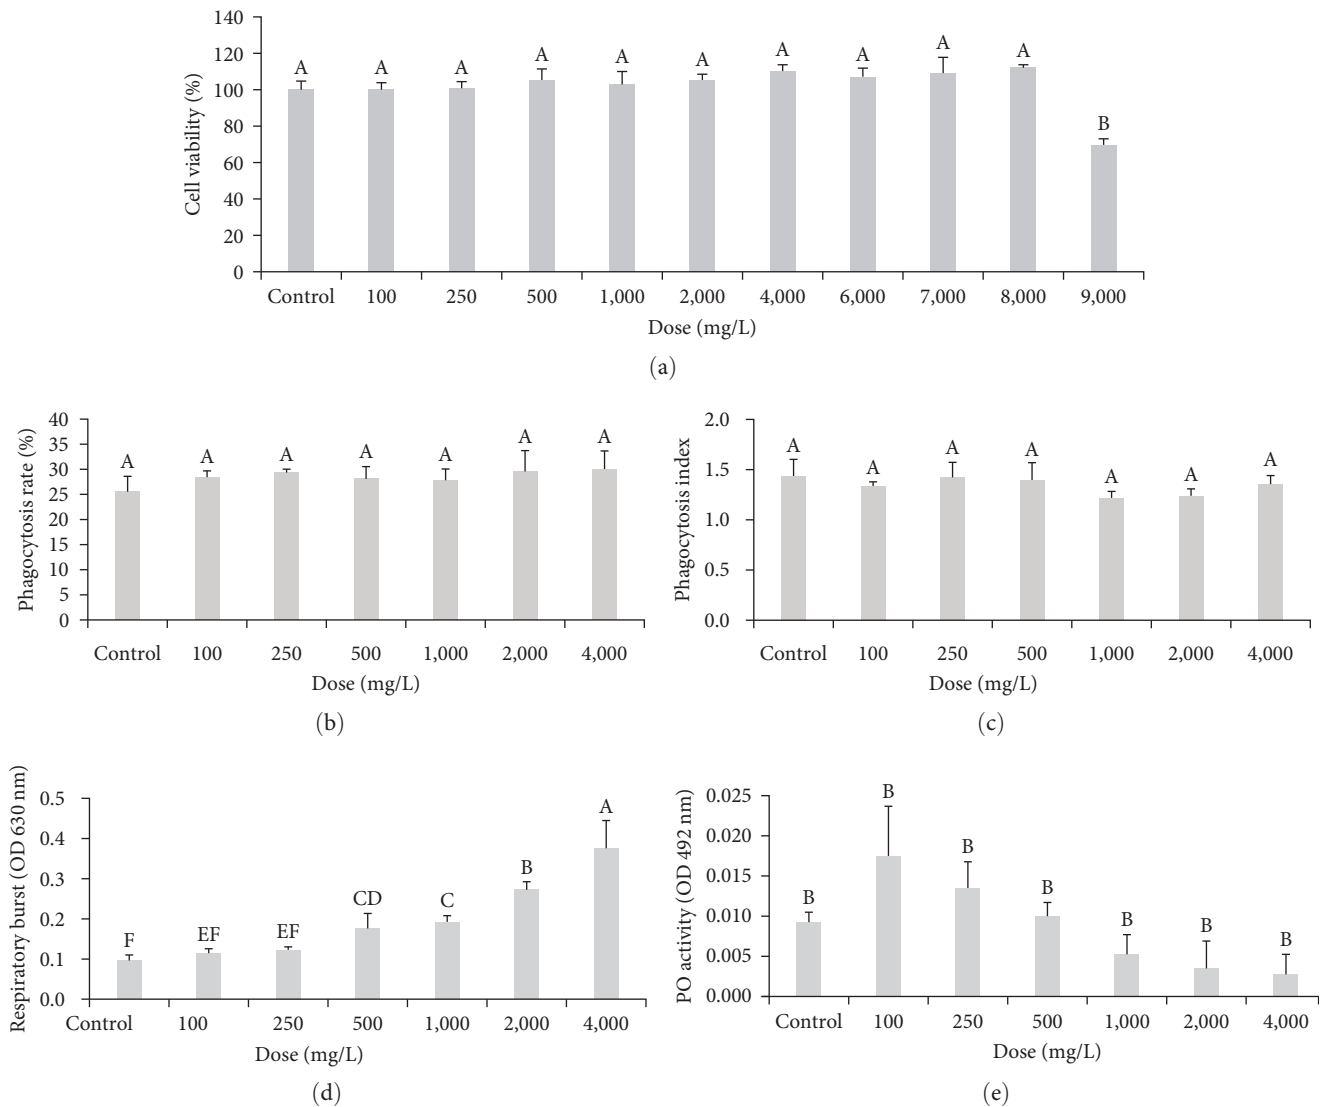 140
120
100
80
60
40
20
0
Cell viability (%)
A A A A A A A A A A B
Control 100 250 500 1,000 2,000 4,000 6,000 7,000 8,000 9,000
Dose (mg/L)
(a)
40
35
30
25
20
15
10
5
0
Phagocytosis rate (%)
A A A A A A A
Control 100 250 500 1,000 2,000 4,000
Dose (mg/L)
(b)
2.0
1.5
1.0
0.5
0.0
Phagocytosis index
A A A A A A A
Control 100 250 500 1,000 2,000 4,000
Dose (mg/L)
(c)
0.5
0.4
0.3
0.2
0.1
0.0
Respiratory burst (OD 630 nm)
F EF EF CD C B A
Control 100 250 500 1,000 2,000 4,000
Dose (mg/L)
(d)
0.025
0.020
0.015
0.010
0.005
0.000
PO activity (OD 492 nm)
B B B B B B B
Control 100 250 500 1,000 2,000 4,000
Dose (mg/L)
(e)